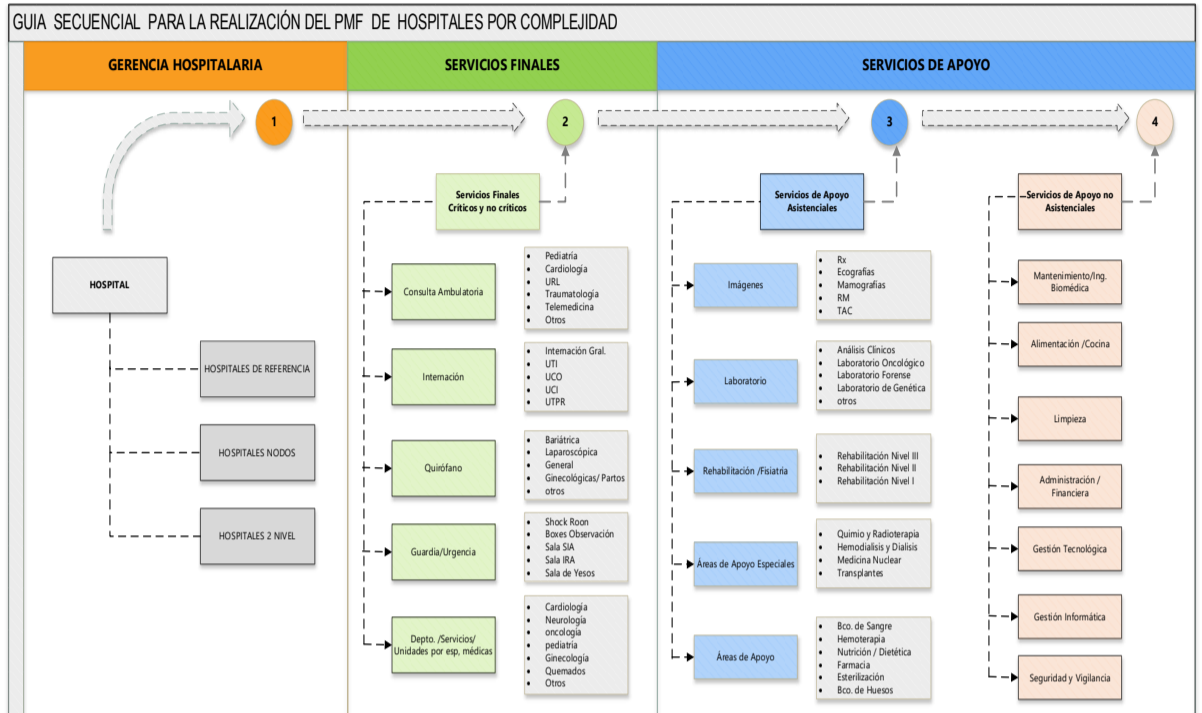 GUIA SECUENCIAL PARA LA REALIZACIÓN DEL PMF DE HOSPITALES POR COMPLEJIDAD
GERENCIA HOSPITALARIA
SERVICIOS FINALES
SERVICIOS DE APOYO
1
2
3
4
HOSPITAL
HOSPITALES DE REFERENCIA
HOSPITALES NODOS
HOSPITALES 2 NIVEL
Servicios Finales
Críticos y no críticos
Consulta Ambulatoria
• Pediatría
• Cardiología
• URL
• Traumatología
• Telemedicina
• Otros
Internación
• Internación Gral.
• UTI
• UCO
• UCI
• UTPR
Quirófano
• Bariátrica
• Laparoscópica
• General
• Ginecológicas/ Partos
• otros
Guardia/Urgencia
• Shock Roon
• Boxes Observación
• Sala SIA
• Sala IRA
• Sala de Yesos
Depto. /Servicios/
Unidades por esp, médicas
• Cardiología
• Neurología
• oncología
• pediatría
• Ginecología
• Quemados
• Otros
Servicios de Apoyo
Asistenciales
Imágenes
• Rx
• Ecografías
• Mamografías
• RM
• TAC
Laboratorio
• Análisis Clínicos
• Laboratorio Oncológico
• Laboratorio Forense
• Laboratorio de Genética
• otros
Rehabilitación /Fisiatria
• Rehabilitación Nivel III
• Rehabilitación Nivel II
• Rehabilitación Nivel I
Áreas de Apoyo Especiales
• Quimio y Radioterapia
• Hemodialisis y Dialisis
• Medicina Nuclear
• Transplantes
Áreas de Apoyo
• Bco. de Sangre
• Hemoterapia
• Nutrición / Dietética
• Farmacia
• Esterilización
• Bco. de Huesos
Servicios de Apoyo no
Asistenciales
Mantenimiento/Ing.
Biomédica
Alimentación /Cocina
Limpieza
Administración /
Financiera
Gestión Tecnológica
Gestión Informática
Seguridad y Vigilancia